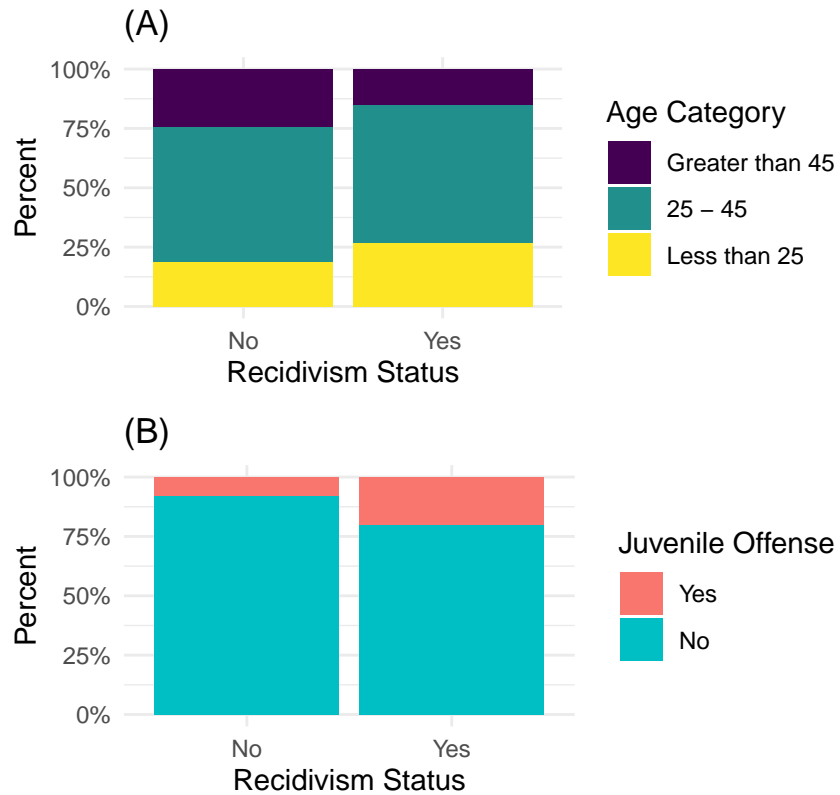 (A)
100%
75%
50%
25%
0%
Percent
No
Yes
Recidivism Status
Age Category
Greater than 45
25 – 45
Less than 25
(B)
100%
75%
50%
25%
0%
Percent
No
Yes
Recidivism Status
Juvenile Offense
Yes
No